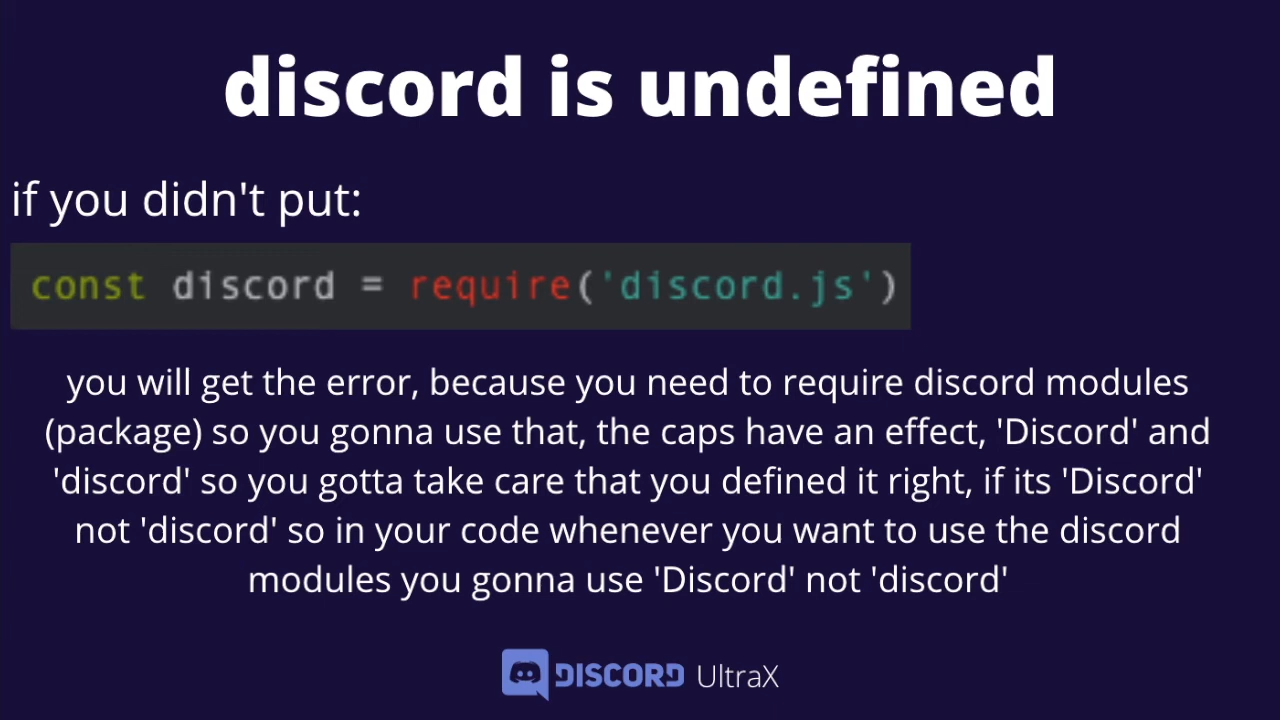 discord is undefined
if you didn't put:
const discord = require('discord.js')
you will get the error, because you need to require discord modules
(package) so you gonna use that, the caps have an effect, 'Discord' and
'discord' so you gotta take care that you defined it right, if its 'Discord'
not 'discord' so in your code whenever you want to use the discord
modules you gonna use 'Discord' not 'discord'
DISCORD UltraX